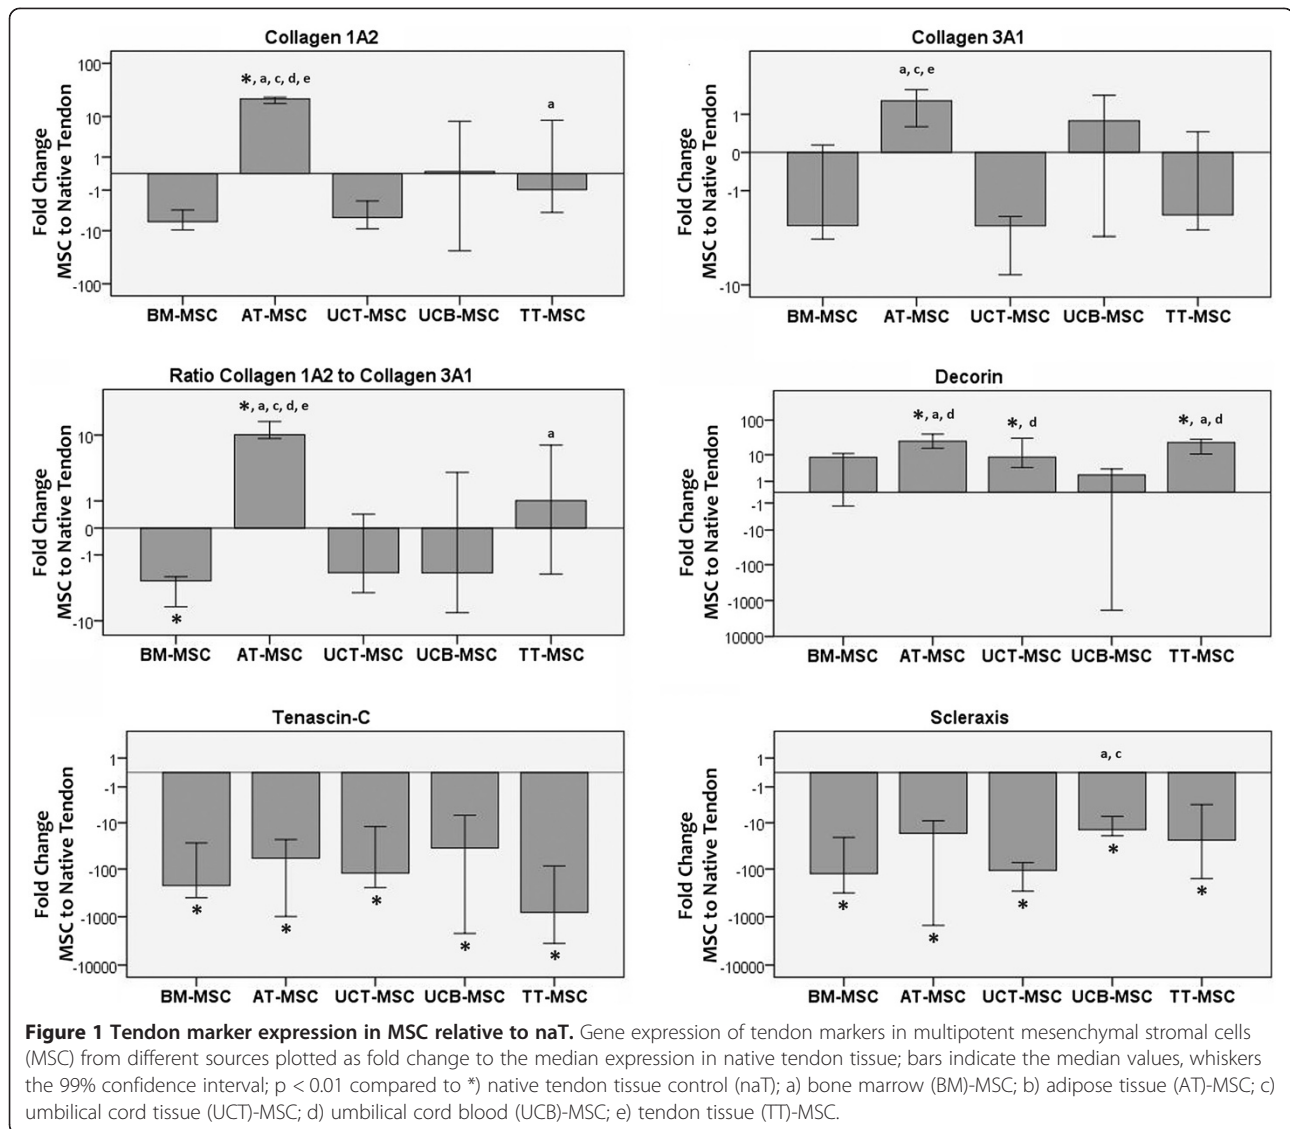 Collagen 1A2
Fold Change
MSC to Native Tendon
100
10
1
-1
-10
-100
*, a, c, d, e
a
BM-MSC AT-MSC UCT-MSC UCB-MSC TT-MSC
Collagen 3A1
Fold Change
MSC to Native Tendon
1
0
-1
-10
a, c, e
BM-MSC AT-MSC UCT-MSC UCB-MSC TT-MSC
Ratio Collagen 1A2 to Collagen 3A1
Fold Change
MSC to Native Tendon
10
1
0
-1
-10
*, a, c, d, e
a
*
BM-MSC AT-MSC UCT-MSC UCB-MSC TT-MSC
Decorin
Fold Change
MSC to Native Tendon
100
10
1
-1
-10
-100
-1000
10000
*, a, d
*, d
*, a, d
BM-MSC AT-MSC UCT-MSC UCB-MSC TT-MSC
Tenascin-C
Fold Change
MSC to Native Tendon
1
-1
-10
-100
-1000
-10000
* * * * *
BM-MSC AT-MSC UCT-MSC UCB-MSC TT-MSC
Scleraxis
Fold Change
MSC to Native Tendon
1
-1
-10
-100
-1000
-10000
a, c
* * * * *
BM-MSC AT-MSC UCT-MSC UCB-MSC TT-MSC
Figure 1 Tendon marker expression in MSC relative to naT. Gene expression of tendon markers in multipotent mesenchymal stromal cells
(MSC) from different sources plotted as fold change to the median expression in native tendon tissue; bars indicate the median values, whiskers
the 99% confidence interval; p < 0.01 compared to *) native tendon tissue control (naT); a) bone marrow (BM)-MSC; b) adipose tissue (AT)-MSC; c)
umbilical cord tissue (UCT)-MSC; d) umbilical cord blood (UCB)-MSC; e) tendon tissue (TT)-MSC.